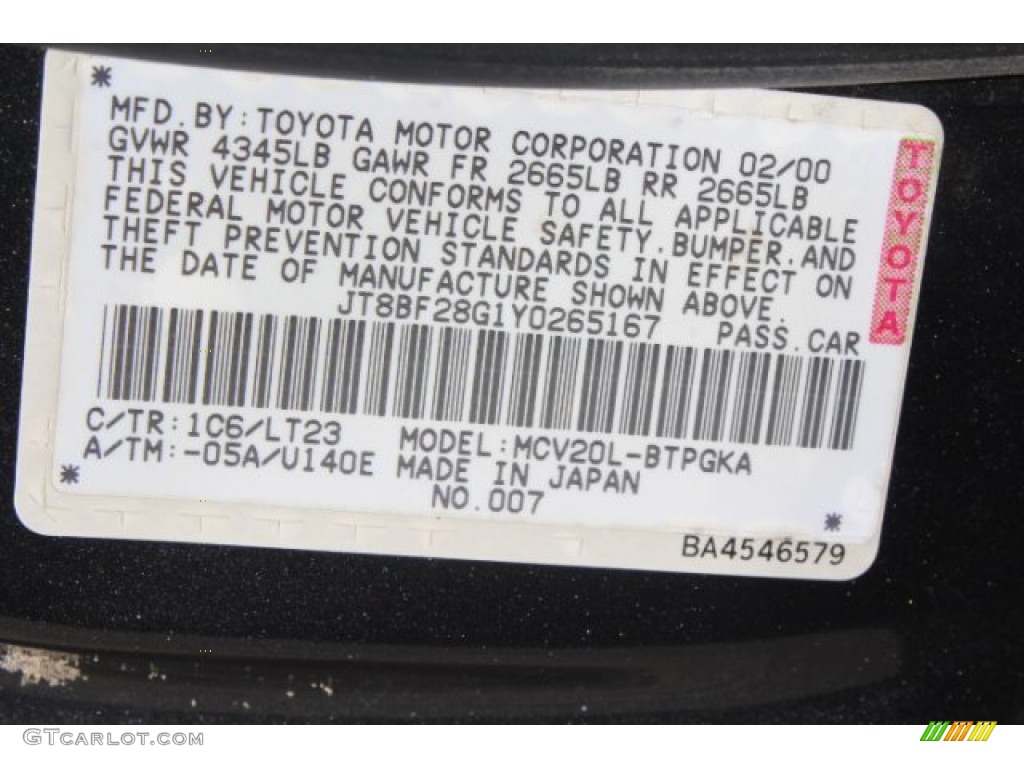 MFD.BY:TOYOTA MOTOR CORPORATION 02/00
GVWR 4345LB GAWR FR 2665LB RR 2665LB
THIS VEHICLE CONFORMS TO ALL APPLICABLE
FEDERAL MOTOR VEHICLE SAFETY.BUMPER.AND
THEFT PREVENTION STANDARDS IN EFFECT ON
THE DATE OF MANUFACTURE SHOWN ABOVE.
JT8BF28G1Y0265167 PASS.CAR
TOYOTA
C/TR:1C6/LT23 MODEL:MCV20L-BTPGKA
A/TM:-05A/U140E MADE IN JAPAN
NO.007
BA4546579
GTCARLOT.COM